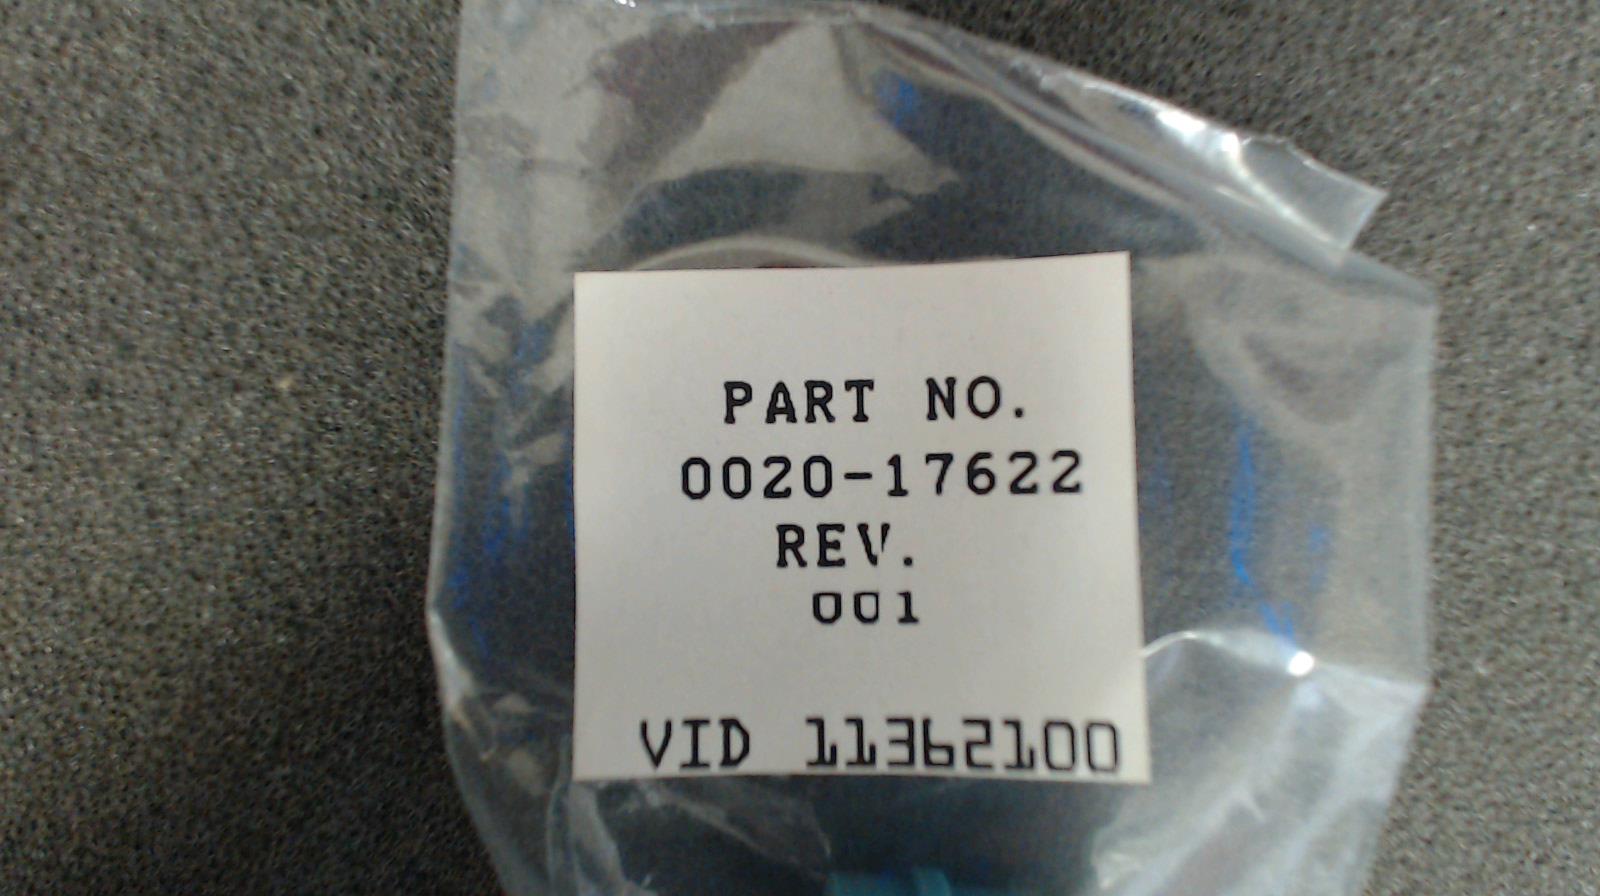 PART NO.
0020-17622
REV.
001
VID 11362100